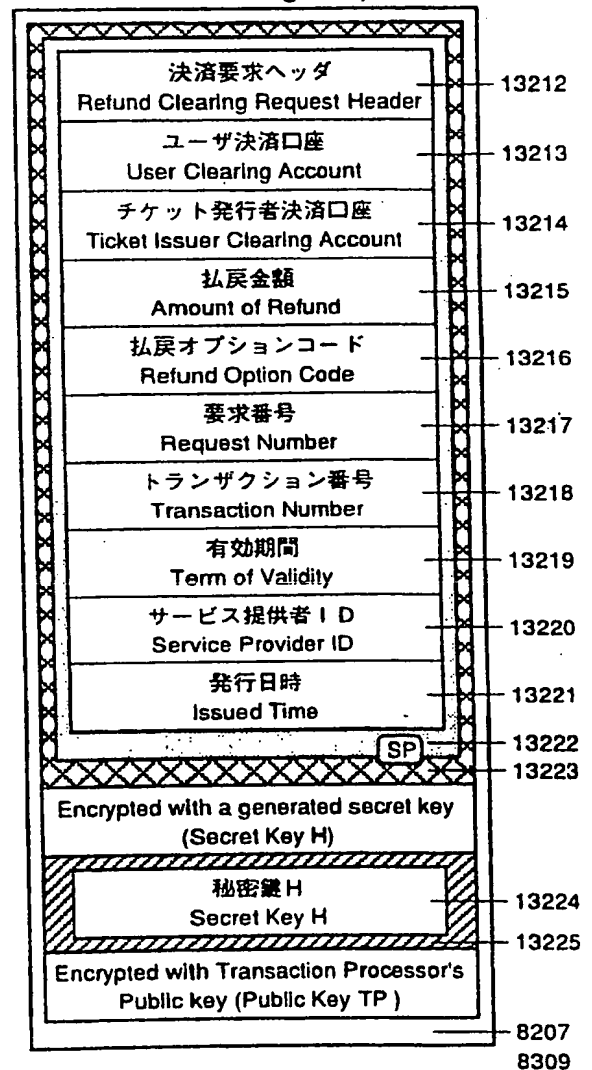 決済要求ヘッダ
Refund Clearing Request Header
13212
ユーザ決済口座
User Clearing Account
13213
チケット発行者決済口座
Ticket Issuer Clearing Account
13214
払戻金額
Amount of Refund
13215
払戻オプションコード
Refund Option Code
13216
要求番号
Request Number
13217
トランザクション番号
Transaction Number
13218
有効期間
Term of Validity
13219
サービス提供者ID
Service Provider ID
13220
発行日時
Issued Time
13221
SP
13222
13223
Encrypted with a generated secret key
(Secret Key H)
秘密鍵H
Secret Key H
13224
13225
Encrypted with Transaction Processor's
Public key (Public Key TP )
8207
8309